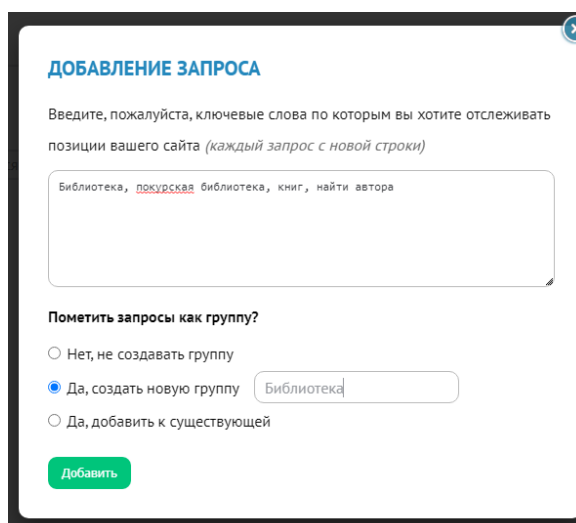 ДОБАВЛЕНИЕ ЗАПРОСА
Введите, пожалуйста, ключевые слова по которым вы хотите отслеживать
позиции вашего сайта (каждый запрос с новой строки)
Библиотека, покурская библиотека, книг, найти автора
Пометить запросы как группу?
Нет, не создавать группу
Да, создать новую группу Библиотека
Да, добавить к существующей
Добавить